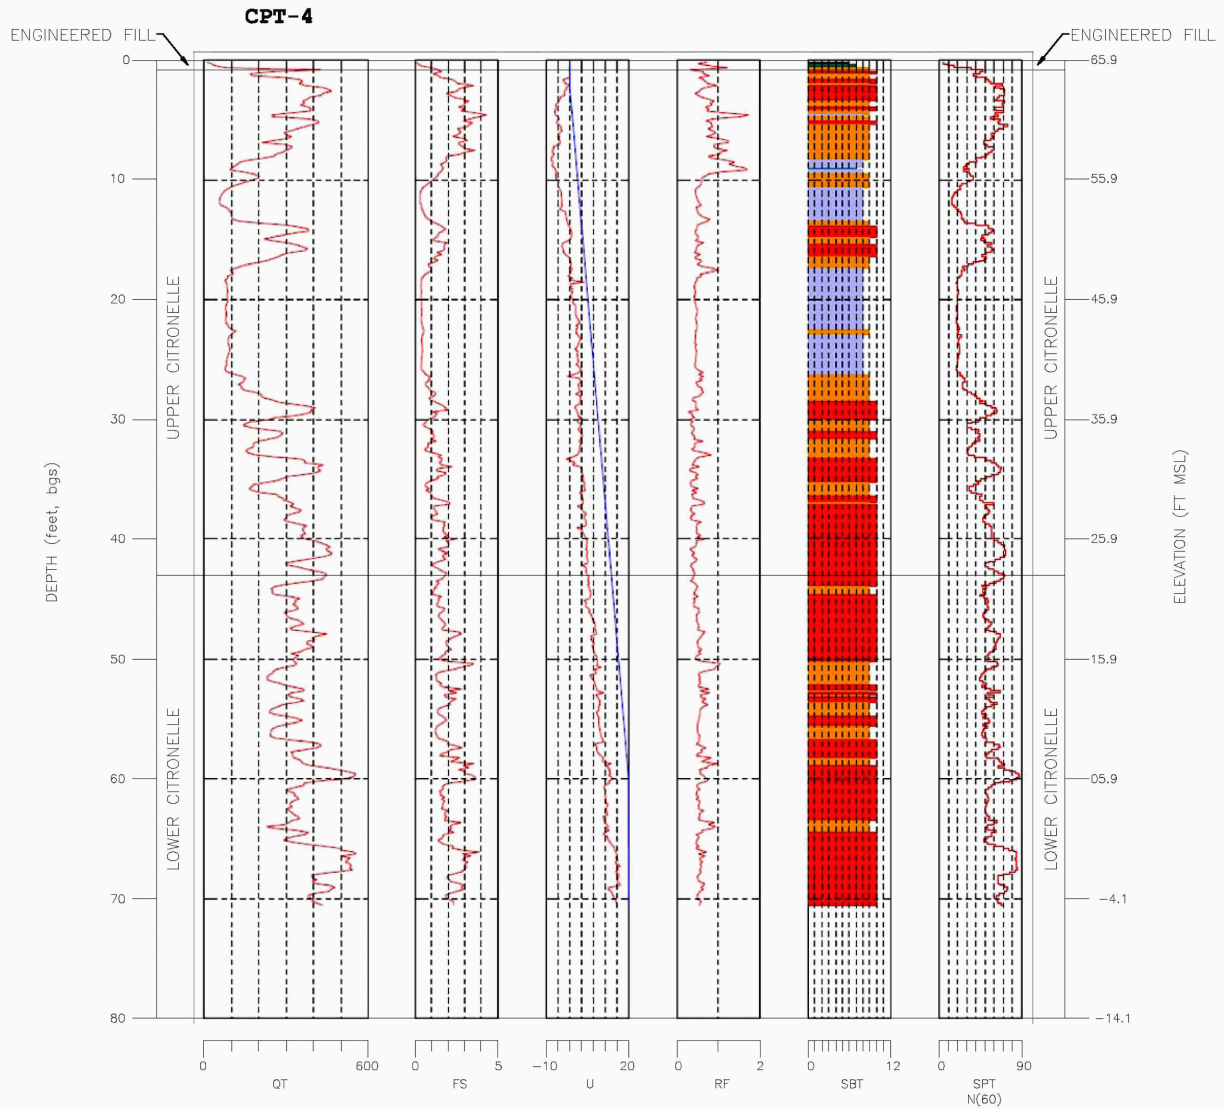 CPT-4
ENGINEERED FILL
ENGINEERED FILL
0
65.9
10
55.9
20
45.9
30
35.9
40
25.9
50
15.9
60
05.9
70
-4.1
80
-14.1
UPPER CITRONELLE
UPPER CITRONELLE
DEPTH (feet, bgs)
ELEVATION (FT MSL)
LOWER CITRONELLE
LOWER CITRONELLE
0 600 0 5 -10 20 0 2 0 12 0 90
QT FS U RF SBT SPT
N(60)